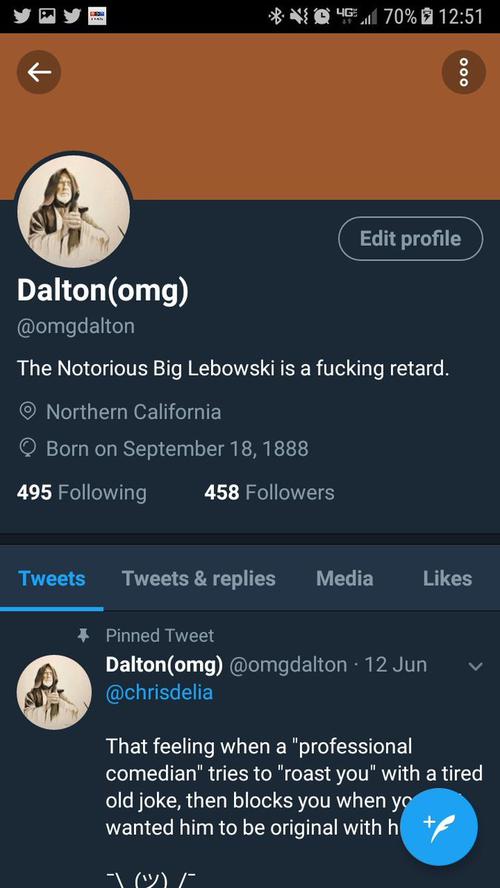 4G
70% 12:51
Edit profile
Dalton(omg)
@omgdalton
The Notorious Big Lebowski is a fucking retard.
Northern California
Born on September 18, 1888
495 Following 458 Followers
Tweets Tweets & replies Media Likes
Pinned Tweet
Dalton(omg) @omgdalton · 12 Jun
@chrisdelia
That feeling when a "professional
comedian" tries to "roast you" with a tired
old joke, then blocks you when
wanted him to be original with
¯\_(ツ)_/¯